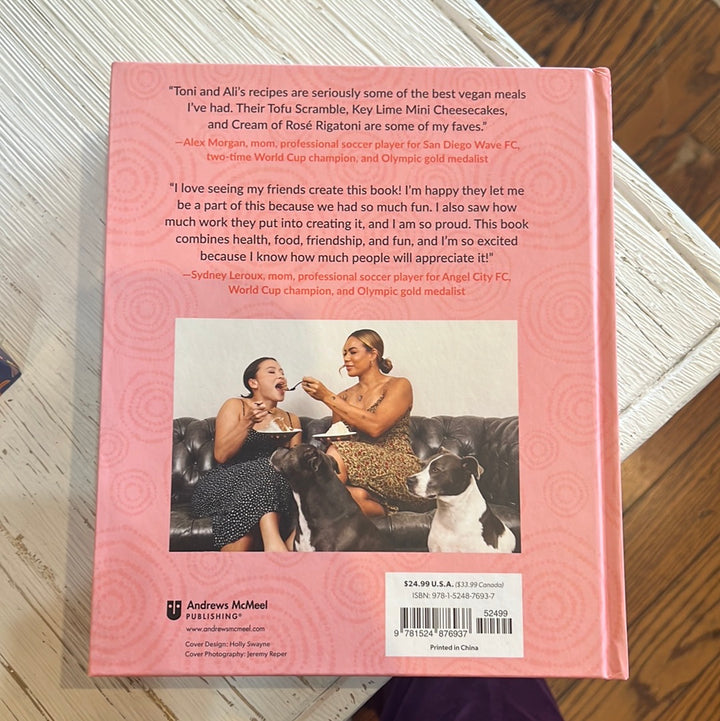 “Toni and Ali’s recipes are seriously some of the best vegan meals
I’ve had. Their Tofu Scramble, Key Lime Mini Cheesecakes,
and Cream of Rosé Rigatoni are some of my faves.”
—Alex Morgan, mom, professional soccer player for San Diego Wave FC,
two-time World Cup champion, and Olympic gold medalist
“I love seeing my friends create this book! I’m happy they let me
be a part of this because we had so much fun. I also saw how
much work they put into creating it, and I am so proud. This book
combines health, food, friendship, and fun, and I’m so excited
because I know how much people will appreciate it!”
—Sydney Leroux, mom, professional soccer player for Angel City FC,
World Cup champion, and Olympic gold medalist
Andrews McMeel
PUBLISHING®
www.andrewsmcmeel.com
Cover Design: Holly Swayne
Cover Photography: Jeremy Reper
$24.99 U.S.A. ($33.99 Canada)
ISBN: 978-1-5248-7693-7
52499
9 781524 876937
Printed in China